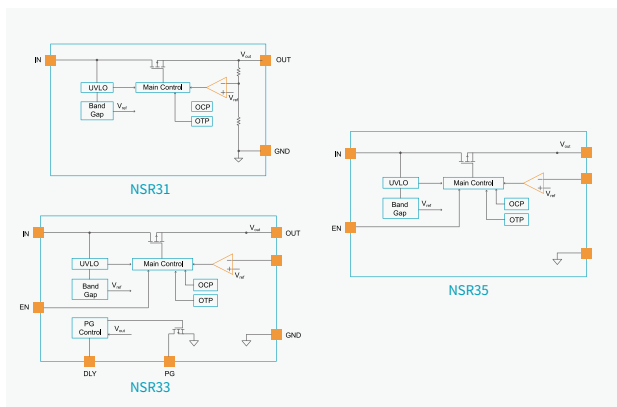 Vout
IN
OUT
UVLO
Main Control
Band
Gap
Vref
Vref
OCP
OTP
GND
NSR31
Vout
IN
OUT
UVLO
Main Control
Band
Gap
Vref
Vref
OCP
OTP
EN
PG
Control
Vout
GND
DLY
PG
NSR33
Vout
IN
UVLO
Main Control
Band
Gap
Vref
Vref
OCP
OTP
EN
NSR35